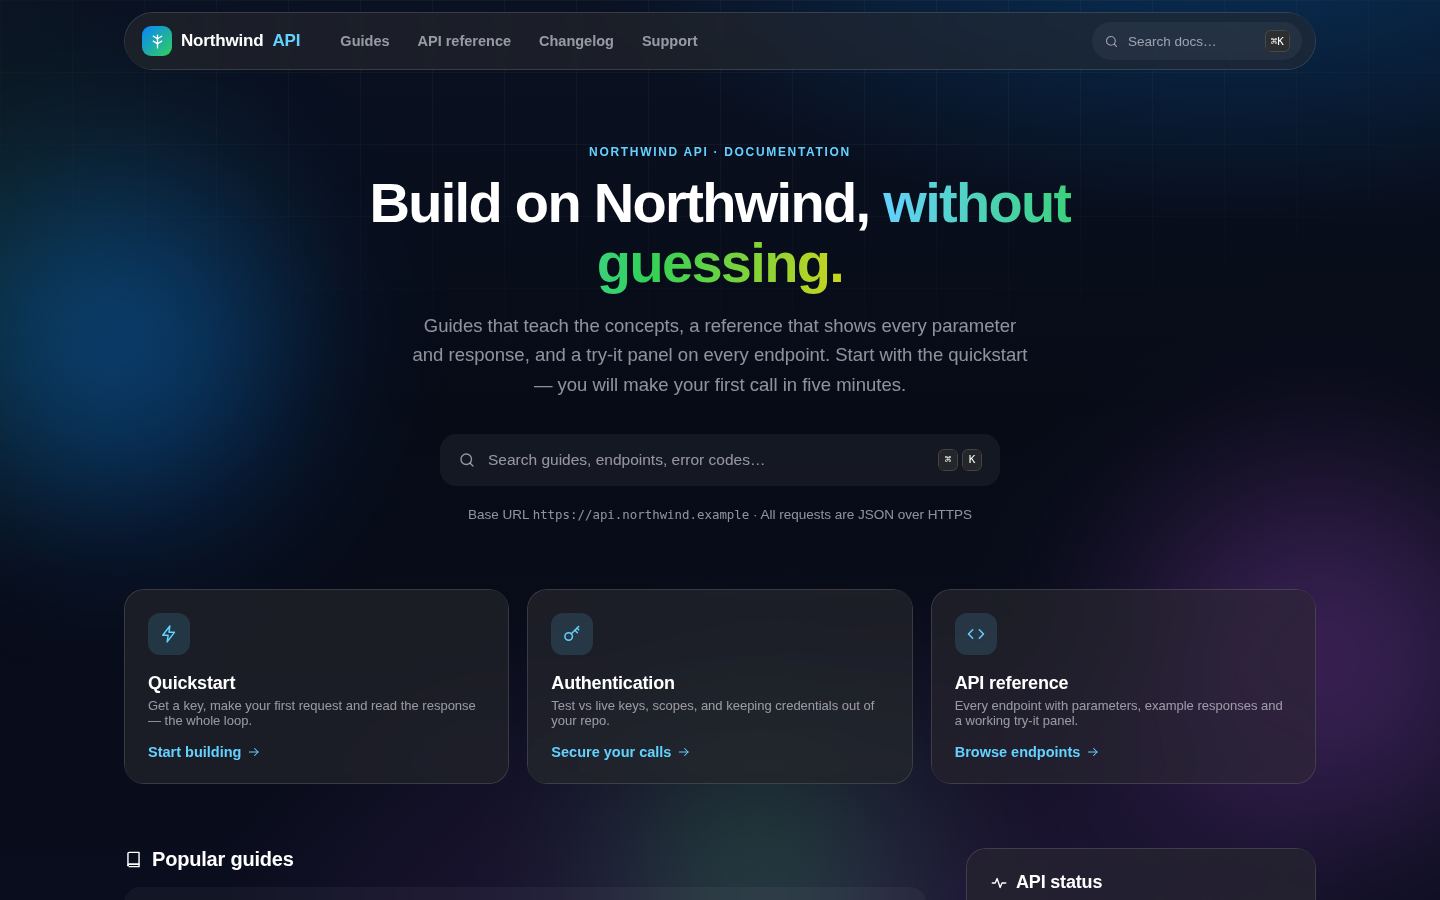 Northwind API
Guides
API reference
Changelog
Support
Search docs…
⌘K
NORTHWIND API · DOCUMENTATION
Build on Northwind, without
guessing.
Guides that teach the concepts, a reference that shows every parameter
and response, and a try-it panel on every endpoint. Start with the quickstart
— you will make your first call in five minutes.
Search guides, endpoints, error codes…
⌘ K
Base URL https://api.northwind.example · All requests are JSON over HTTPS
Quickstart
Get a key, make your first request and read the response
— the whole loop.
Start building →
Authentication
Test vs live keys, scopes, and keeping credentials out of
your repo.
Secure your calls →
API reference
Every endpoint with parameters, example responses and
a working try-it panel.
Browse endpoints →
Popular guides
API status